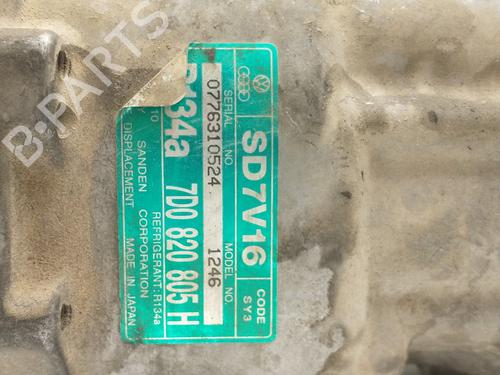 B-PARTS
SD7V16
CODE
SY3
SERIAL NO.
MODEL NO.
0776310524
1246
R134a
7D0 820 805 H
REFRIGERANT: R134a
SANDEN CORPORATION
DISPLACEMENT
MADE IN JAPAN